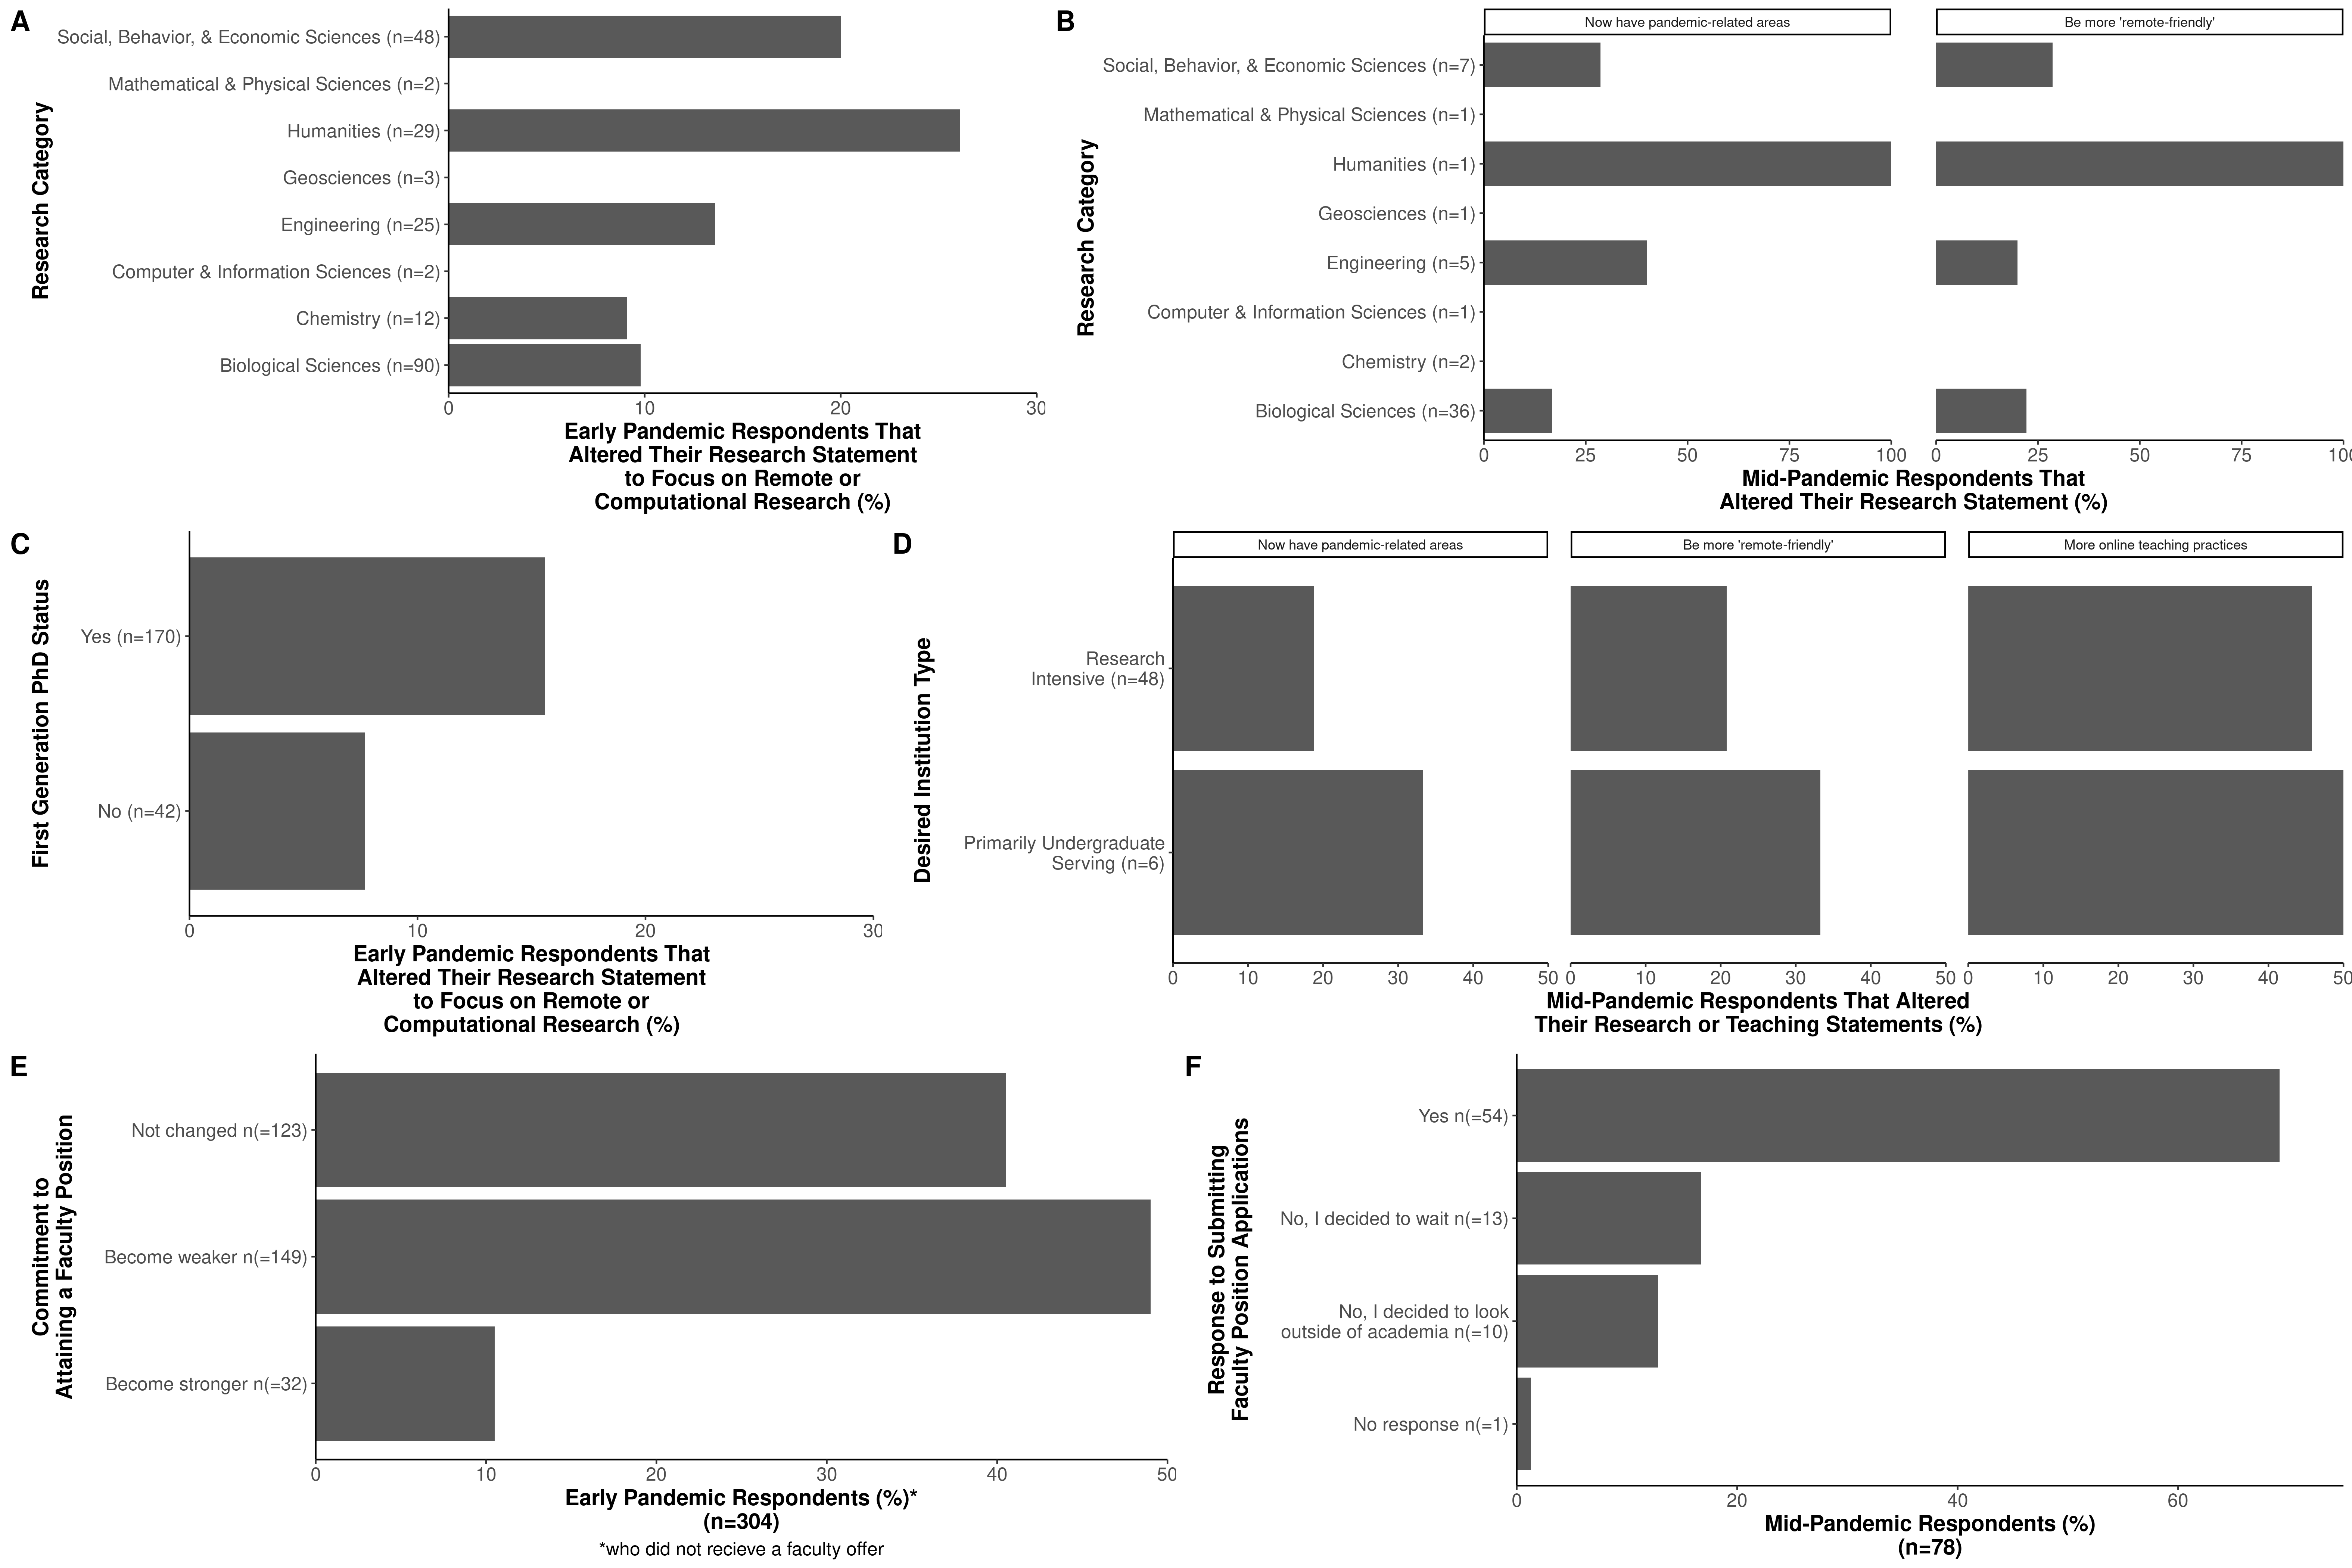 A
Research Category
Social, Behavior, & Economic Sciences (n=48)
Mathematical & Physical Sciences (n=2)
Humanities (n=29)
Geosciences (n=3)
Engineering (n=25)
Computer & Information Sciences (n=2)
Chemistry (n=12)
Biological Sciences (n=90)
0 10 20 30
Early Pandemic Respondents That
Altered Their Research Statement
to Focus on Remote or
Computational Research (%)
B
Now have pandemic-related areas
Be more 'remote-friendly'
Research Category
Social, Behavior, & Economic Sciences (n=7)
Mathematical & Physical Sciences (n=1)
Humanities (n=1)
Geosciences (n=1)
Engineering (n=5)
Computer & Information Sciences (n=1)
Chemistry (n=2)
Biological Sciences (n=36)
0 25 50 75 100 0 25 50 75 100
Mid-Pandemic Respondents That
Altered Their Research Statement (%)
C
First Generation PhD Status
Yes (n=170)
No (n=42)
0 10 20 30
Early Pandemic Respondents That
Altered Their Research Statement
to Focus on Remote or
Computational Research (%)
D
Now have pandemic-related areas
Be more 'remote-friendly'
More online teaching practices
Desired Institution Type
Research
Intensive (n=48)
Primarily Undergraduate
Serving (n=6)
0 10 20 30 40 50 0 10 20 30 40 50 0 10 20 30 40 50
Mid-Pandemic Respondents That Altered
Their Research or Teaching Statements (%)
E
Commitment to
Attaining a Faculty Position
Not changed n(=123)
Become weaker n(=149)
Become stronger n(=32)
0 10 20 30 40 50
Early Pandemic Respondents (%)*
(n=304)
*who did not recieve a faculty offer
F
Response to Submitting
Faculty Position Applications
Yes n(=54)
No, I decided to wait n(=13)
No, I decided to look
outside of academia n(=10)
No response n(=1)
0 20 40 60
Mid-Pandemic Respondents (%)
(n=78)